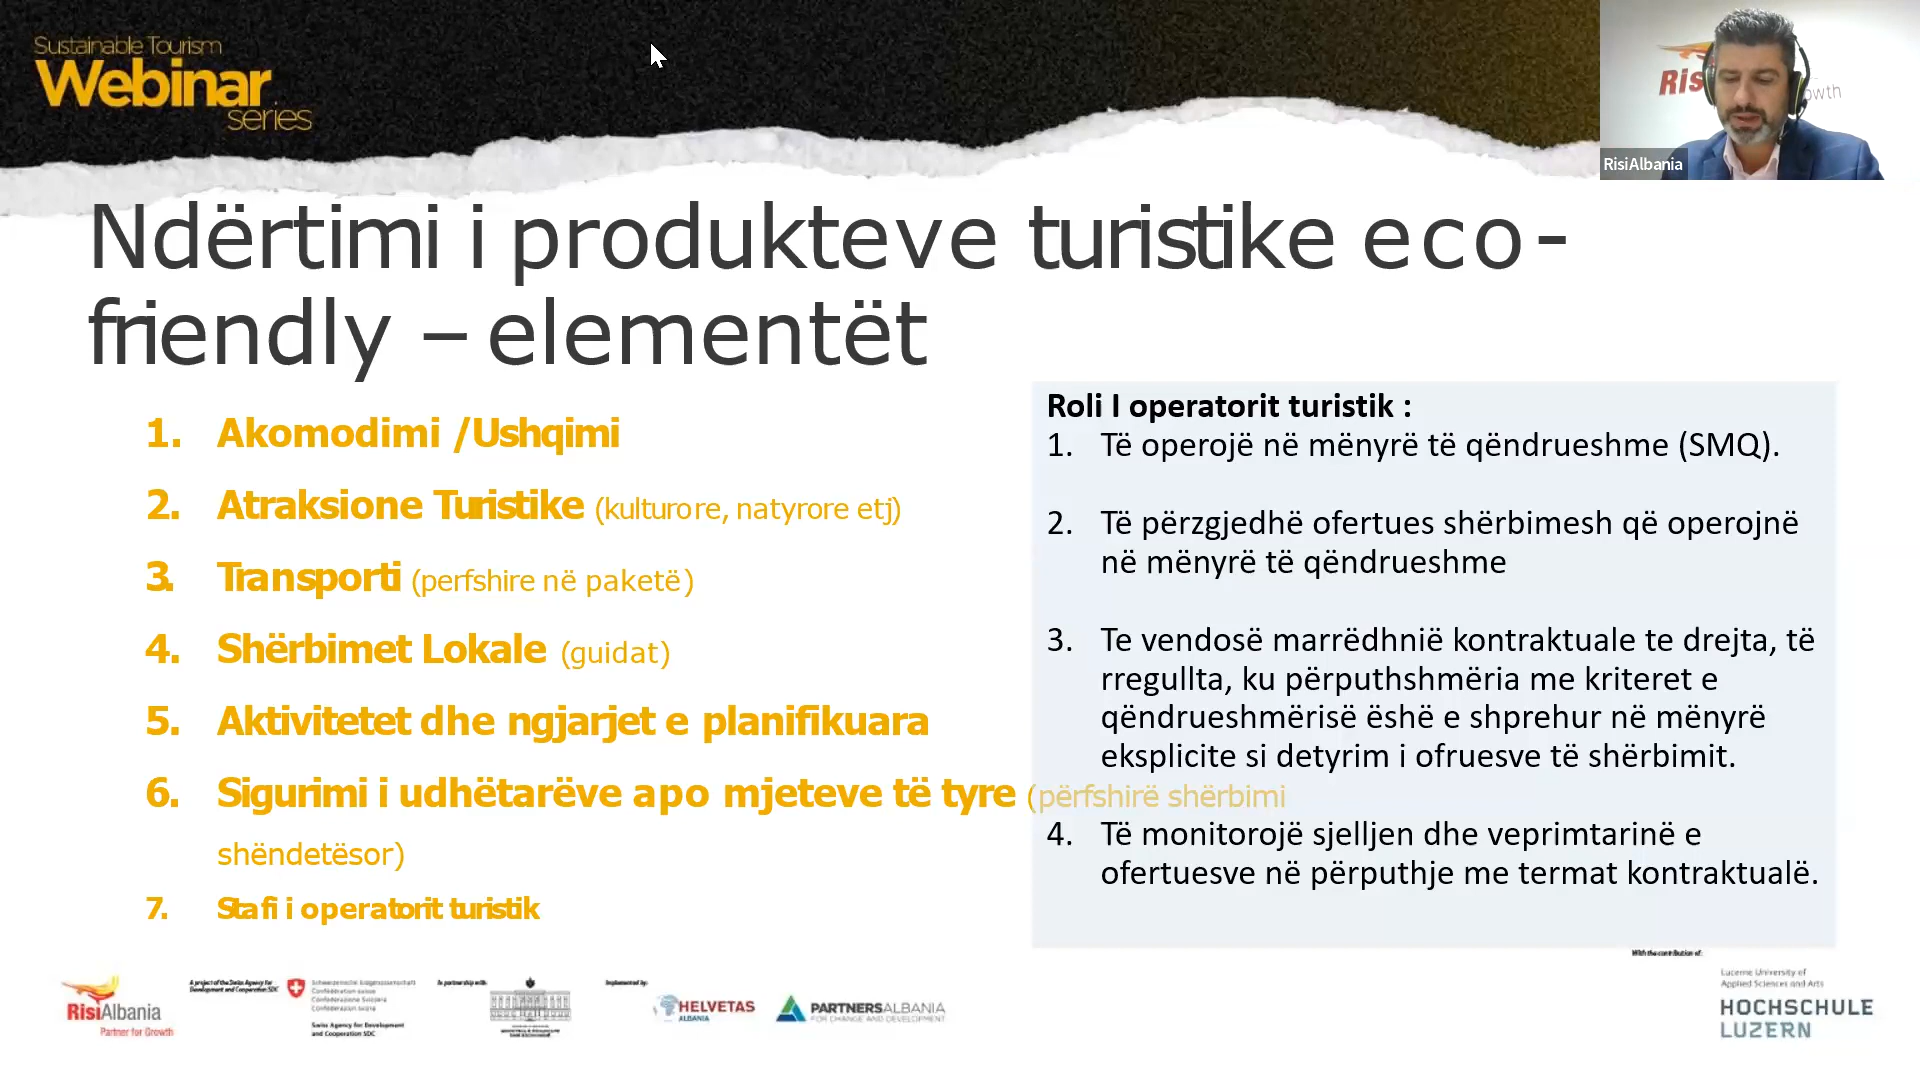 Sustainable Tourism
Webinar
series
Ris
owth
RisiAlbania
Ndërtimi i produkteve turistike eco-
friendly – elementët
1. Akomodimi /Ushqimi
2. Atraksione Turistike (kulturore, natyrore etj)
3. Transporti (perfshire në paketë)
4. Shërbimet Lokale (guidat)
5. Aktivitetet dhe ngjarjet e planifikuara
6. Sigurimi i udhëtarëve apo mjeteve të tyre (përfshirë shërbimi
shëndetësor)
7. Stafi i operatorit turistik
Roli I operatorit turistik :
1. Të operojë në mënyrë të qëndrueshme (SMQ).
2. Të përzgjedhë ofertues shërbimesh që operojnë
në mënyrë të qëndrueshme
3. Te vendosë marrëdhnië kontraktuale te drejta, të
rregullta, ku përputhshmëria me kriteret e
qëndrueshmërisë ëshë e shprehur në mënyrë
eksplicite si detyrim i ofruesve të shërbimit.
4. Të monitorojë sjelljen dhe veprimtarinë e
ofertuesve në përputhje me termat kontraktualë.
RisiAlbania
Partner for Growth
A project of the Swiss Agency for
Development and Cooperation SDC
Schweizerische Eidgenossenschaft
Confédération suisse
Confederazione Svizzera
Confederaziun svizra
Swiss Agency for Development
and Cooperation SDC
In partnership with:
Implemented by:
HELVETAS
ALBANIA
PARTNERSALBANIA
FOR CHANGE AND DEVELOPMENT
With the contribution of:
Lucerne University of
Applied Sciences and Arts
HOCHSCHULE
LUZERN